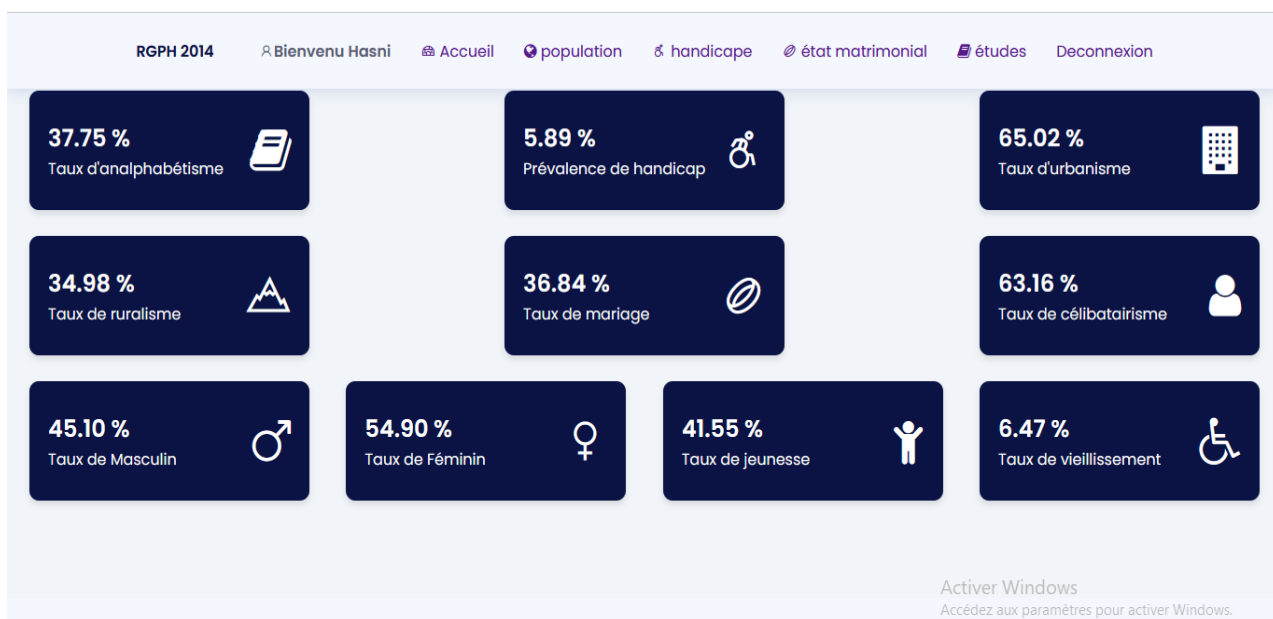 RGPH 2014 Bienvenu Hasni Accueil population handicape état matrimonial études Deconnexion
37.75 %
Taux d'analphabétisme
5.89 %
Prévalence de handicap
65.02 %
Taux d'urbanisme
34.98 %
Taux de ruralisme
36.84 %
Taux de mariage
63.16 %
Taux de célibatairisme
45.10 %
Taux de Masculin
54.90 %
Taux de Féminin
41.55 %
Taux de jeunesse
6.47 %
Taux de vieillissement
Activer Windows
Accédez aux paramètres pour activer Windows.